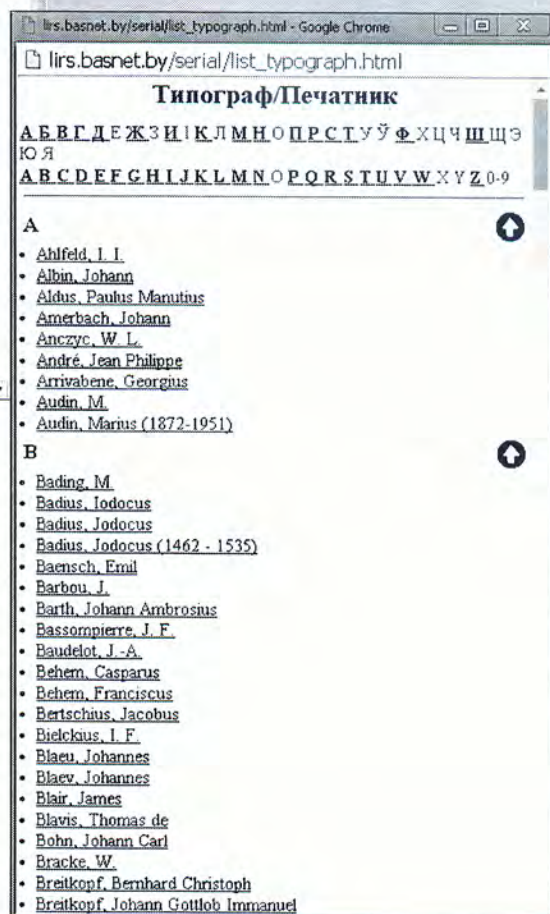 lirs.basnet.by/serial/list_typograph.html - Google Chrome
lirs.basnet.by/serial/list_typograph.html
Типограф/Печатник
А Б В Г Д Е Ж З И І К Л М Н О П Р С Т У Ў Ф Х Ц Ч Ш Щ Э
Ю Я
A B C D E F G H I J K L M N O P Q R S T U V W X Y Z 0-9
A
• Ahlfeld, I. I.
• Albin, Johann
• Aldus, Paulus Manutius
• Amerbach, Johann
• Anczyc, W. L.
• André, Jean Philippe
• Arrivabene, Georgius
• Audin, M.
• Audin, Marius (1872-1951)
B
• Bading, M.
• Badius, Iodocus
• Badius, Jodocus
• Badius, Jodocus (1462 - 1535)
• Baensch, Emil
• Barbou, J.
• Barth, Johann Ambrosius
• Bassompierre, J. F.
• Baudelot, J.-A.
• Behem, Casparus
• Behem, Franciscus
• Bertschius, Jacobus
• Bielckius, I. F.
• Blaeu, Johannes
• Blaev, Johannes
• Blair, James
• Blavis, Thomas de
• Bohn, Johann Carl
• Bracke, W.
• Breitkopf, Bernhard Christoph
• Breitkopf, Johann Gottlob Immanuel